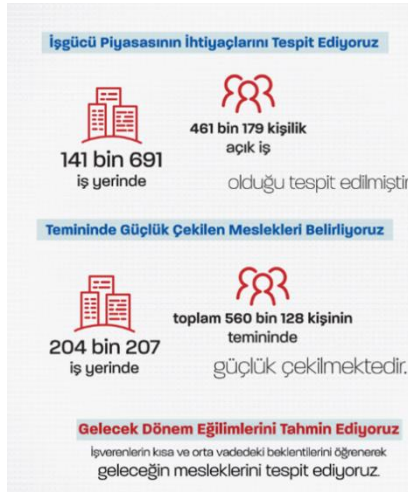 İşgücü Piyasasının İhtiyaçlarını Tespit Ediyoruz
141 bin 691
iş yerinde
461 bin 179 kişilik
açık iş
olduğu tespit edilmiştir
Temininde Güçlük Çekilen Meslekleri Belirliyoruz
204 bin 207
iş yerinde
toplam 560 bin 128 kişinin
temininde
güçlük çekilmektedir.
Gelecek Dönem Eğilimlerini Tahmin Ediyoruz
İşverenlerin kısa ve orta vadedeki beklentilerini öğrenerek
geleceğin mesleklerini tespit ediyoruz.